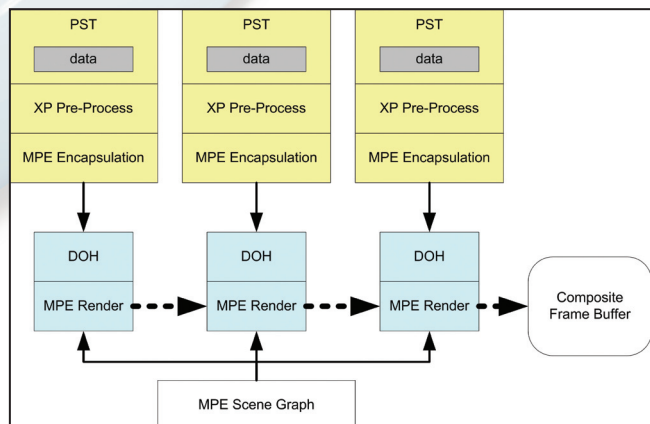 PST PST PST
data data data
XP Pre-Process XP Pre-Process XP Pre-Process
MPE Encapsulation MPE Encapsulation MPE Encapsulation
DOH DOH DOH
MPE Render MPE Render MPE Render
Composite
Frame Buffer
MPE Scene Graph